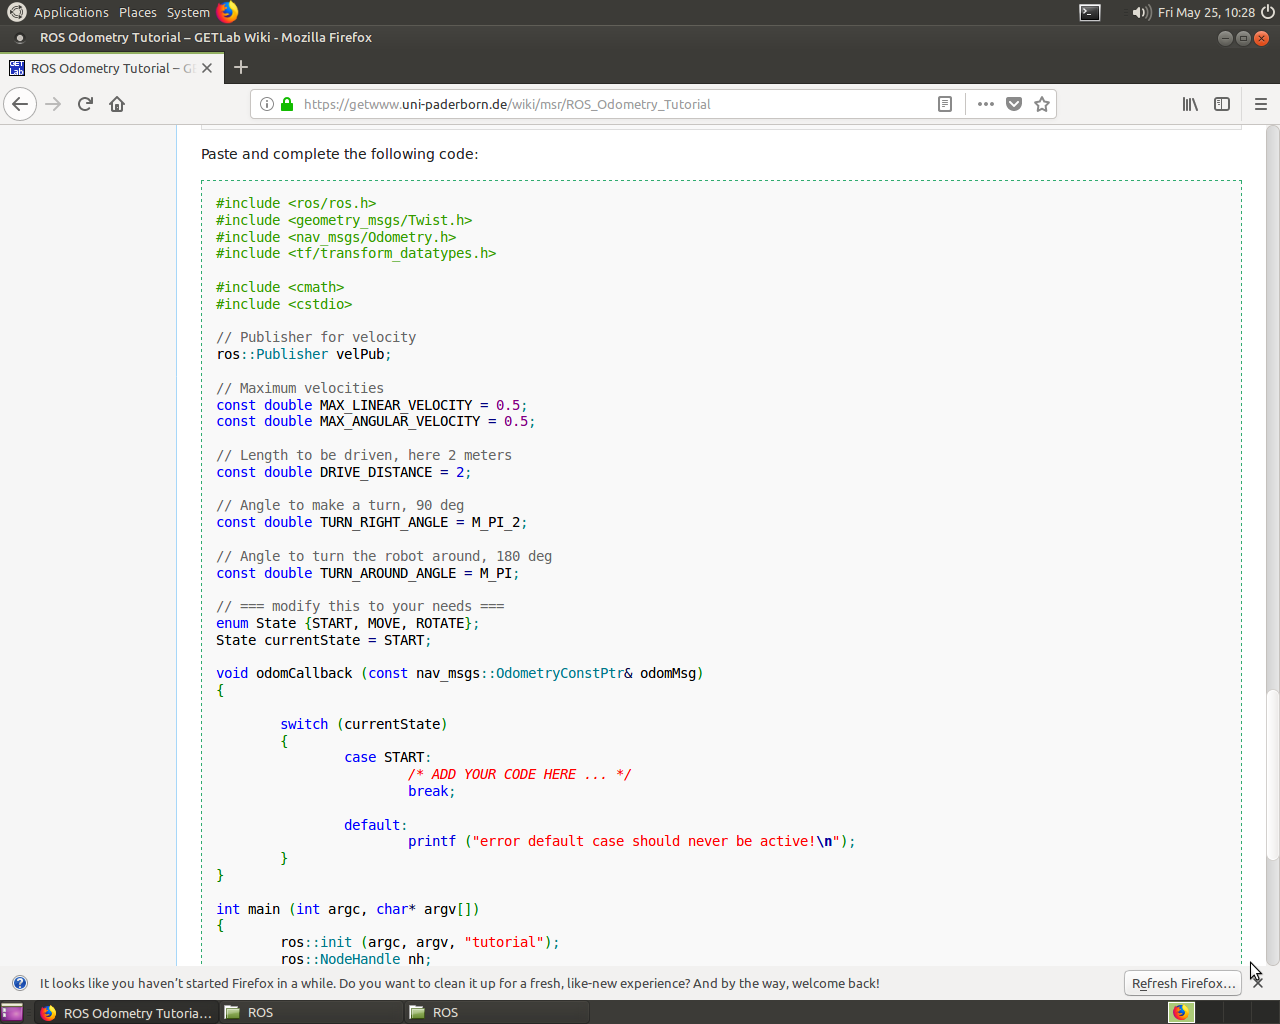 Applications Places System Fri May 25, 10:28
ROS Odometry Tutorial – GETLab Wiki - Mozilla Firefox
GET Lab ROS Odometry Tutorial – GE
https://getwww.uni-paderborn.de/wiki/msr/ROS_Odometry_Tutorial
Paste and complete the following code:
#include <ros/ros.h>
#include <geometry_msgs/Twist.h>
#include <nav_msgs/Odometry.h>
#include <tf/transform_datatypes.h>
#include <cmath>
#include <cstdio>
// Publisher for velocity
ros::Publisher velPub;
// Maximum velocities
const double MAX_LINEAR_VELOCITY = 0.5;
const double MAX_ANGULAR_VELOCITY = 0.5;
// Length to be driven, here 2 meters
const double DRIVE_DISTANCE = 2;
// Angle to make a turn, 90 deg
const double TURN_RIGHT_ANGLE = M_PI_2;
// Angle to turn the robot around, 180 deg
const double TURN_AROUND_ANGLE = M_PI;
// === modify this to your needs ===
enum State {START, MOVE, ROTATE};
State currentState = START;
void odomCallback (const nav_msgs::OdometryConstPtr& odomMsg)
{
switch (currentState)
{
case START:
/* ADD YOUR CODE HERE ... */
break;
default:
printf ("error default case should never be active!\n");
}
}
int main (int argc, char* argv[])
{
ros::init (argc, argv, "tutorial");
ros::NodeHandle nh;
It looks like you haven't started Firefox in a while. Do you want to clean it up for a fresh, like-new experience? And by the way, welcome back! Refresh Firefox…
ROS Odometry Tutoria… ROS ROS